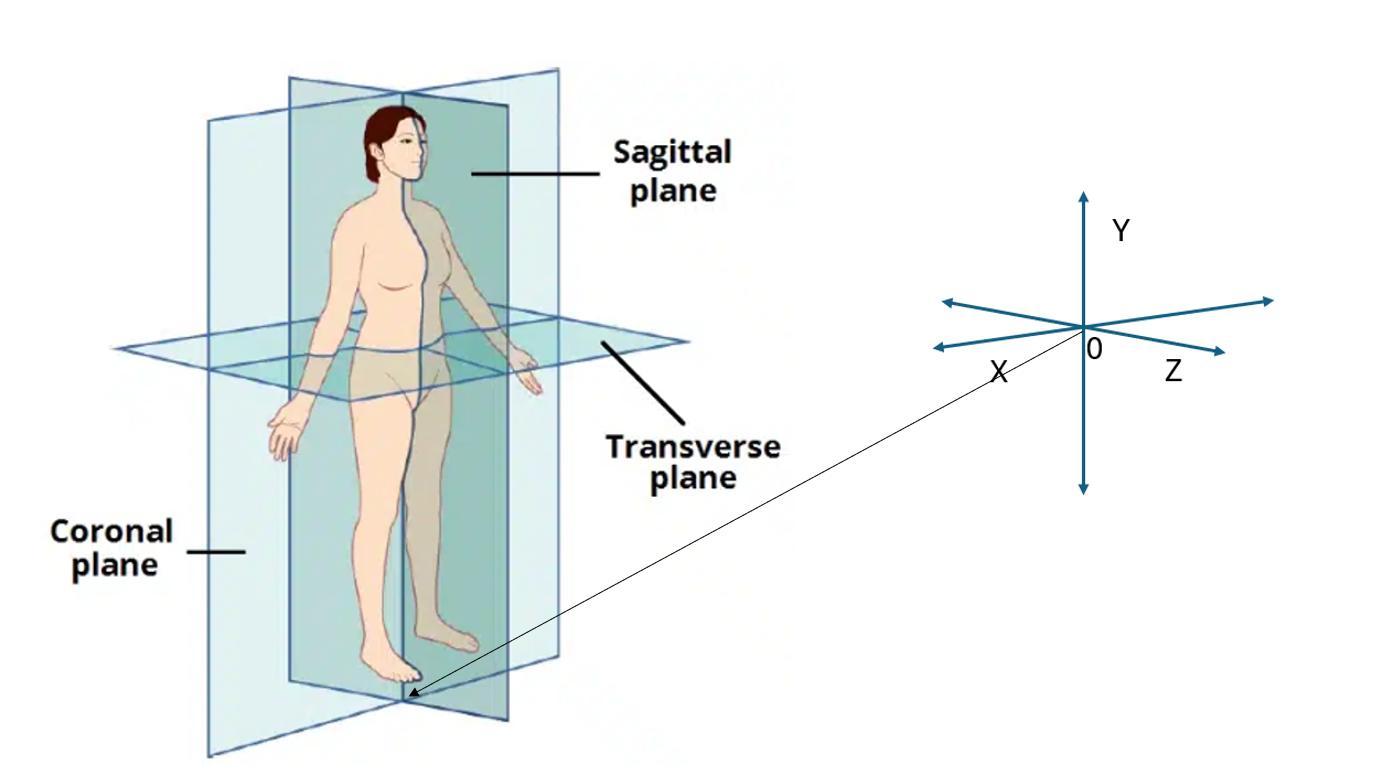 Sagittal
plane
Y
0
X
Z
Transverse
plane
Coronal
plane